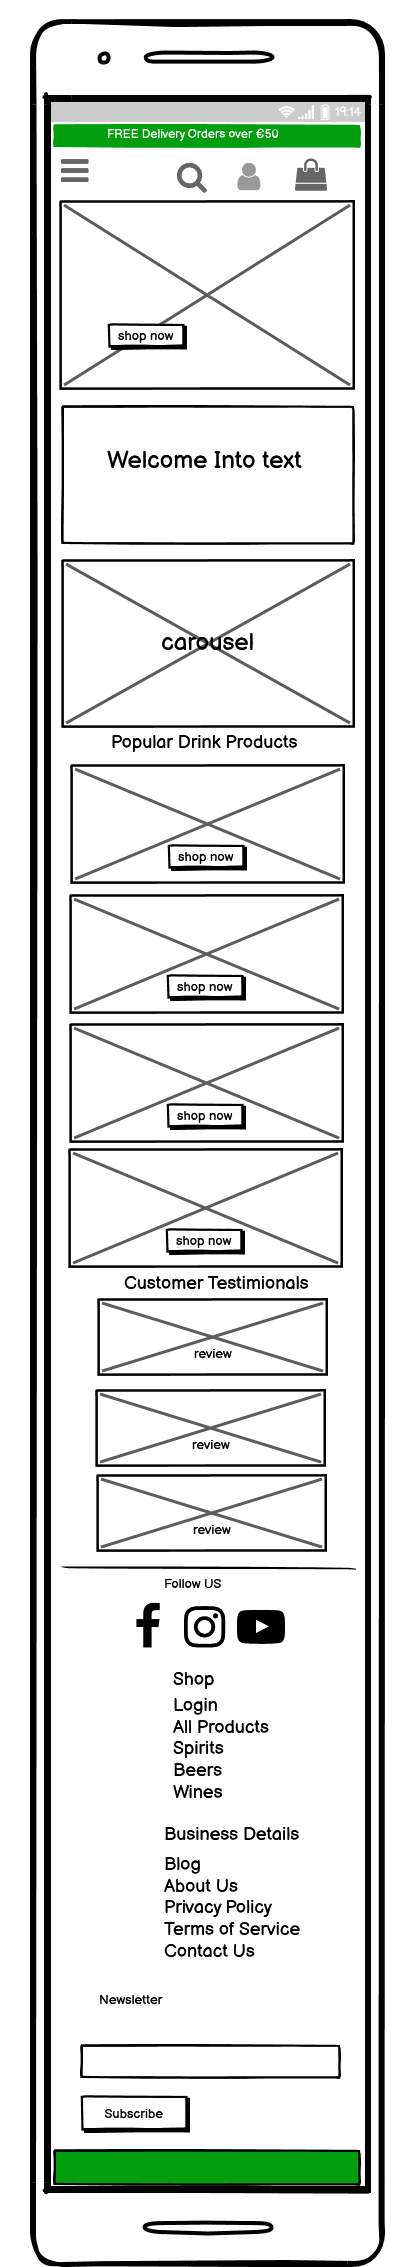 19:14
FREE Delivery Orders over €50
shop now
Welcome Into text
carousel
Popular Drink Products
shop now
shop now
shop now
shop now
Customer Testimionals
review
review
review
Follow US
Shop
Login
All Products
Spirits
Beers
Wines
Business Details
Blog
About Us
Privacy Policy
Terms of Service
Contact Us
Newsletter
Subscribe